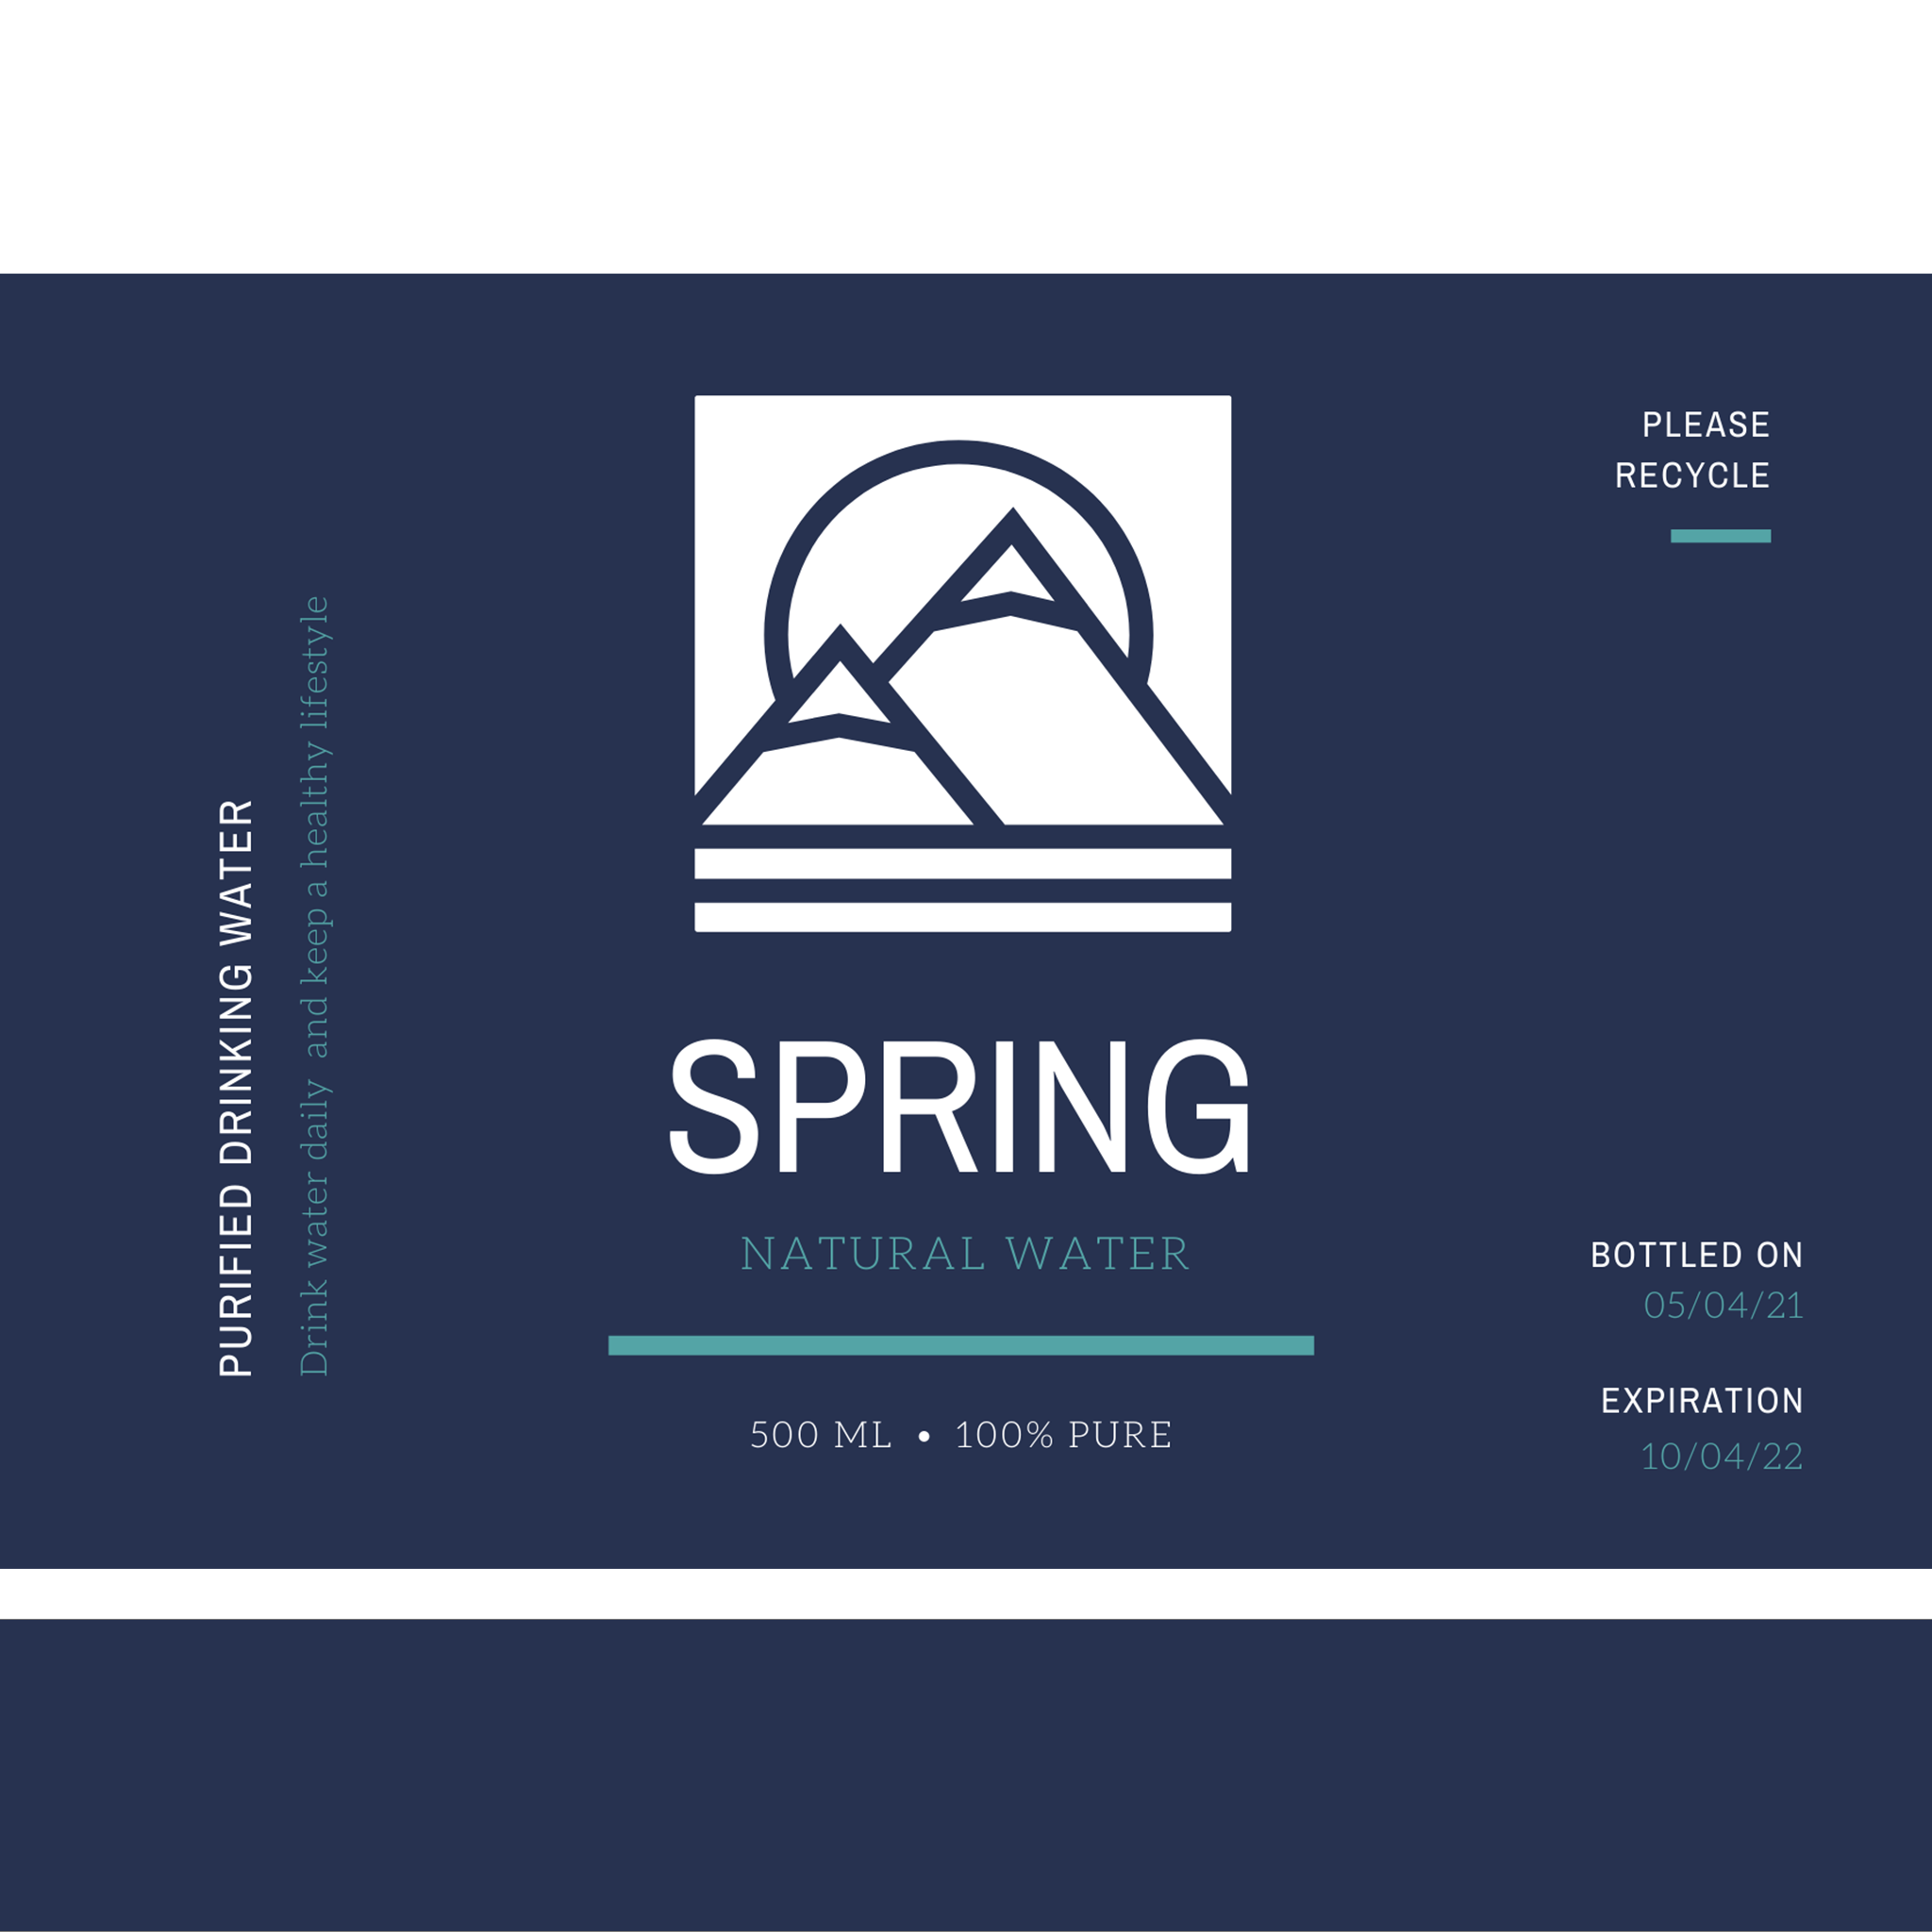 PURIFIED DRINKING WATER
Drink water daily and keep a healthy lifestyle
SPRING
NATURAL WATER
500 ML • 100% PURE
PLEASE
RECYCLE
BOTTLED ON
05/04/21
EXPIRATION
10/04/22